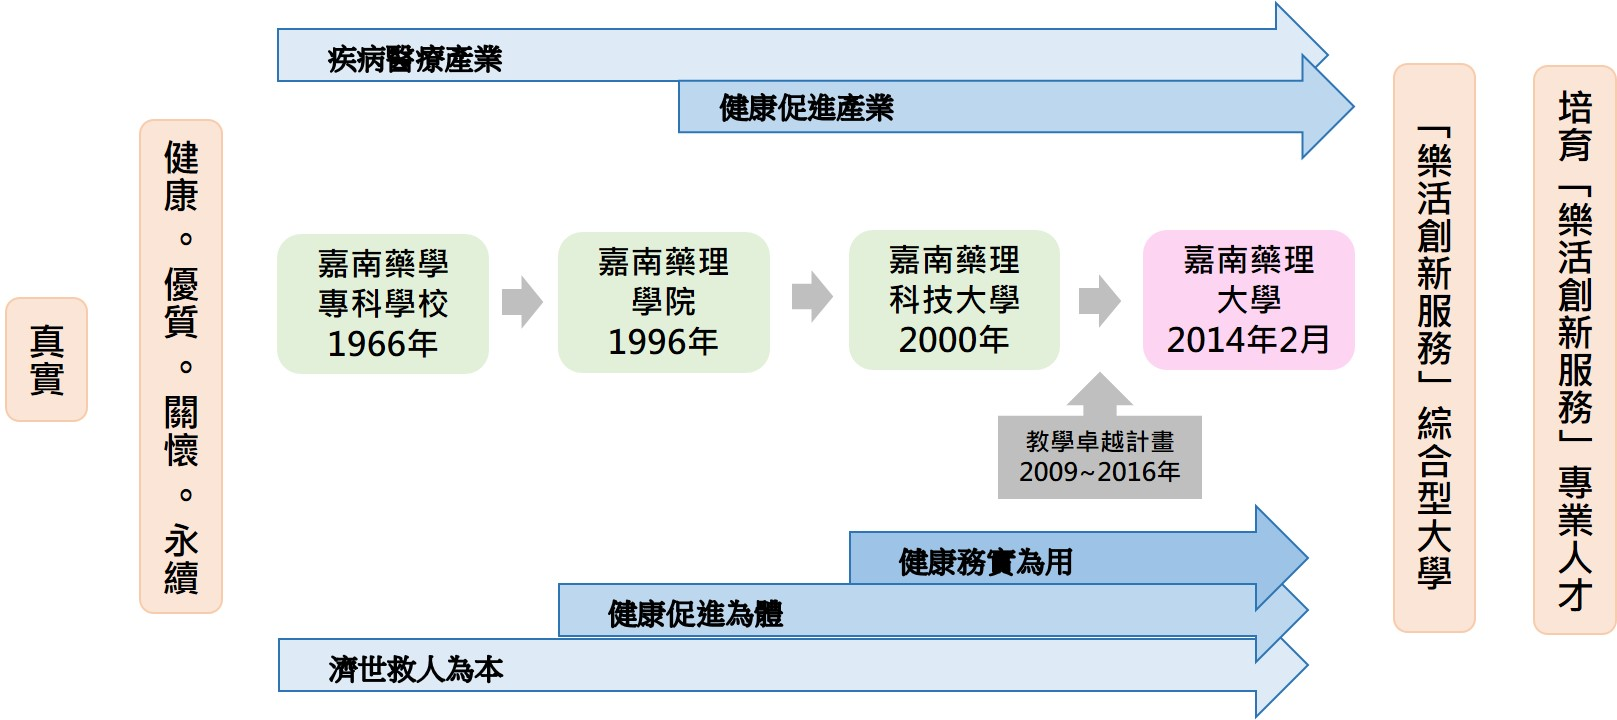 疾病醫療產業
健康促進產業
真實
健康。優質。關懷。永續
嘉南藥學
專科學校
1966年
嘉南藥理
學院
1996年
嘉南藥理
科技大學
2000年
嘉南藥理
大學
2014年2月
教學卓越計畫
2009~2016年
健康務實為用
健康促進為體
濟世救人為本
「樂活創新服務」綜合型大學
培育「樂活創新服務」專業人才